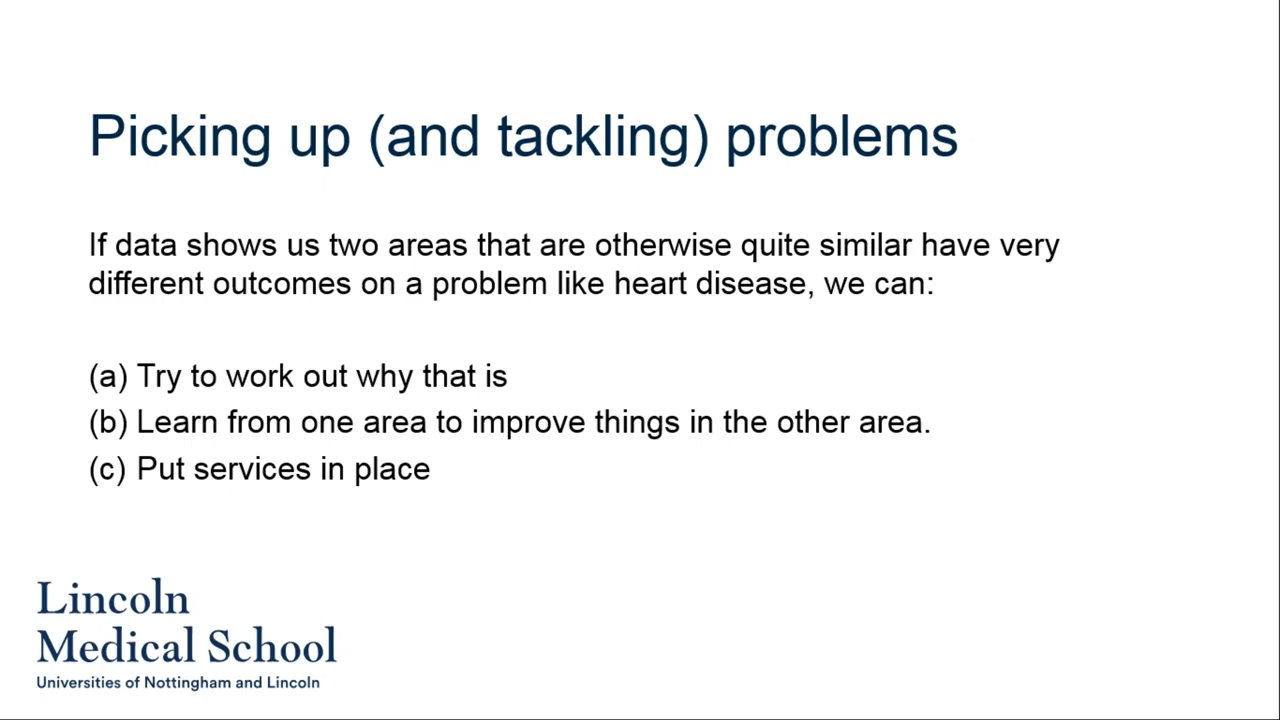 Picking up (and tackling) problems
If data shows us two areas that are otherwise quite similar have very
different outcomes on a problem like heart disease, we can:
(a) Try to work out why that is
(b) Learn from one area to improve things in the other area.
(c) Put services in place
Lincoln
Medical School
Universities of Nottingham and Lincoln